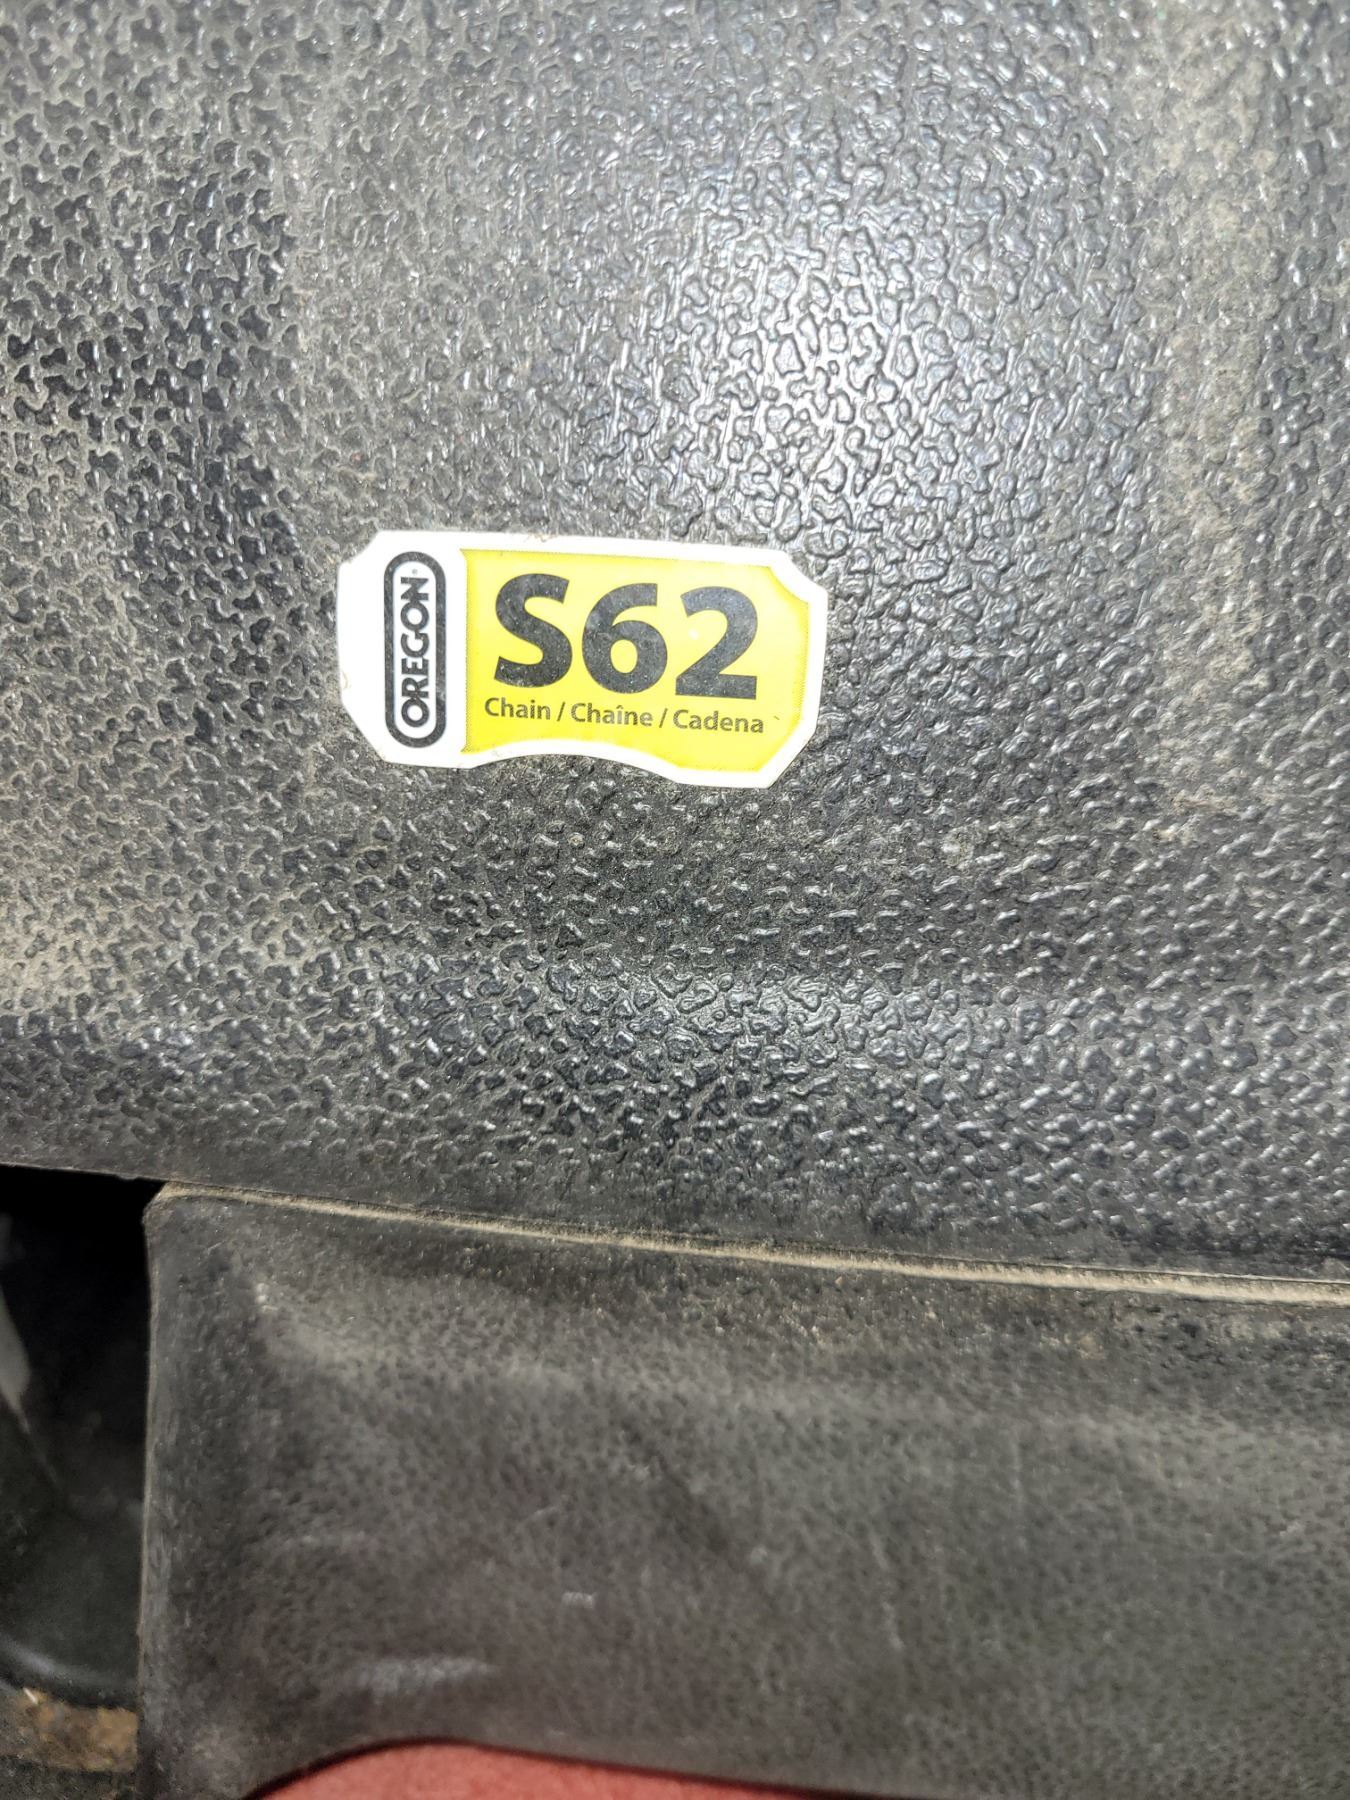 OREGON
S62
Chain / Chaîne / Cadena